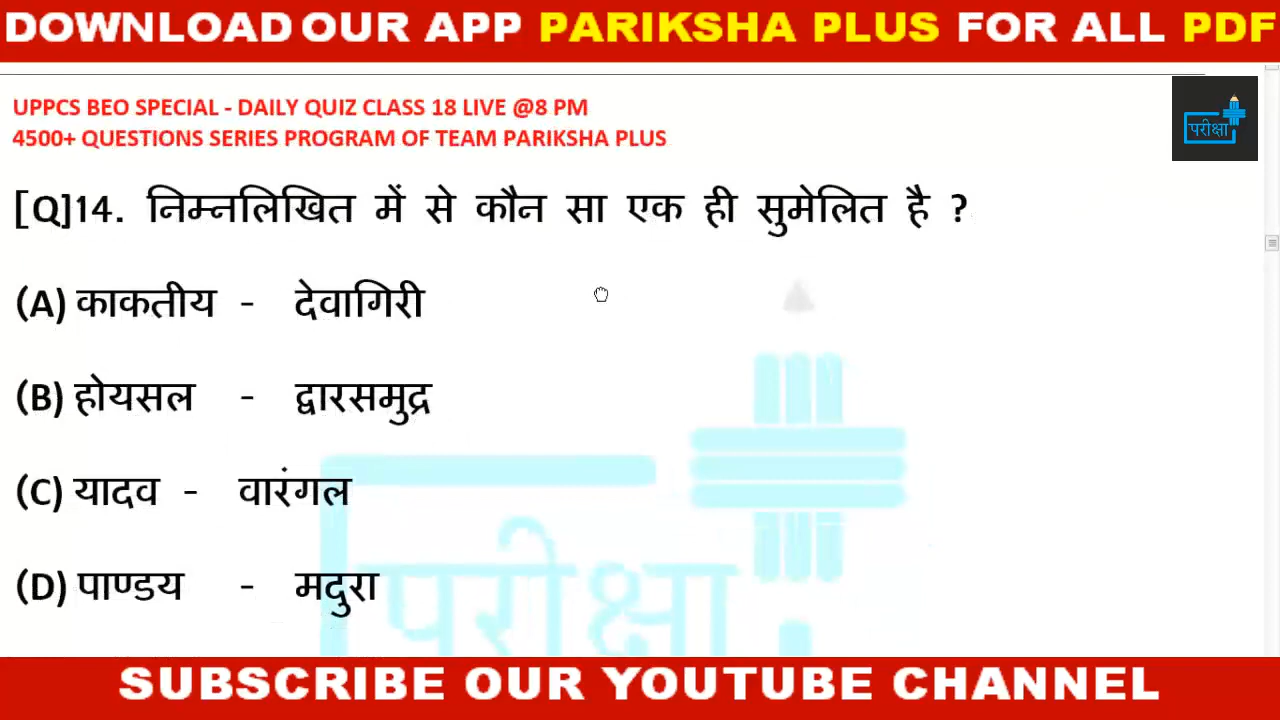 DOWNLOAD OUR APP PARIKSHA PLUS FOR ALL PDF
UPPCS BEO SPECIAL - DAILY QUIZ CLASS 18 LIVE @8 PM
4500+ QUESTIONS SERIES PROGRAM OF TEAM PARIKSHA PLUS
परीक्षा
[Q]14. निम्नलिखित में से कौन सा एक ही सुमेलित है ?
(A) काकतीय - देवागिरी
(B) होयसल - द्वारसमुद्र
(C) यादव - वारंगल
(D) पाण्डय - मदुरा
परीक्षा
SUBSCRIBE OUR YOUTUBE CHANNEL